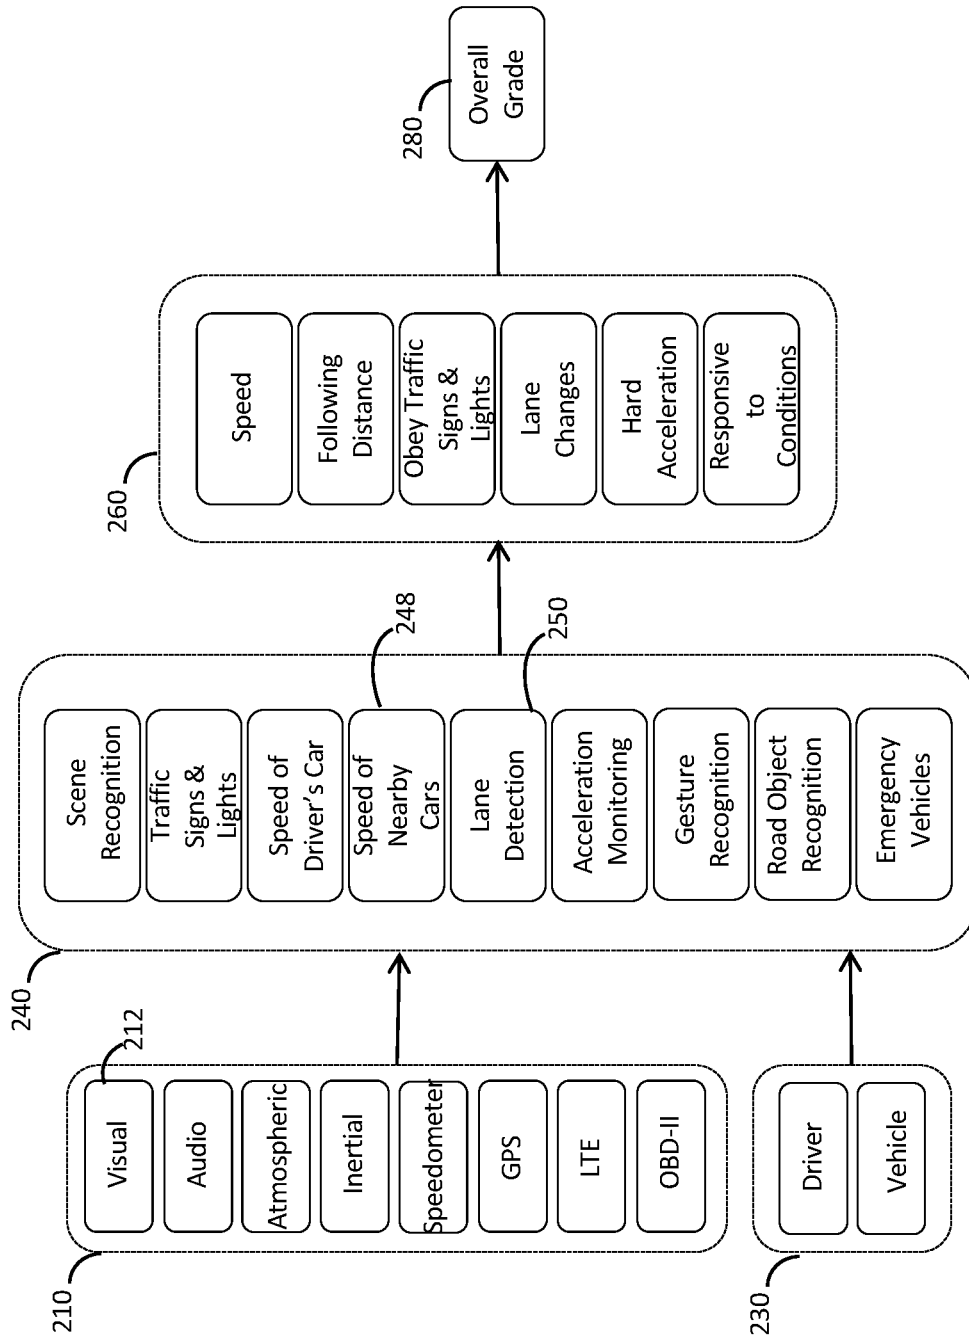 210
212
Visual
Audio
Atmospheric
Inertial
Speedometer
GPS
LTE
OBD-II
230
Driver
Vehicle
240
Scene
Recognition
Traffic
Signs &
Lights
Speed of
Driver's Car
248
Speed of
Nearby
Cars
250
Lane
Detection
Acceleration
Monitoring
Gesture
Recognition
Road Object
Recognition
Emergency
Vehicles
260
Speed
Following
Distance
Obey Traffic
Signs &
Lights
Lane
Changes
Hard
Acceleration
Responsive
to
Conditions
280
Overall
Grade